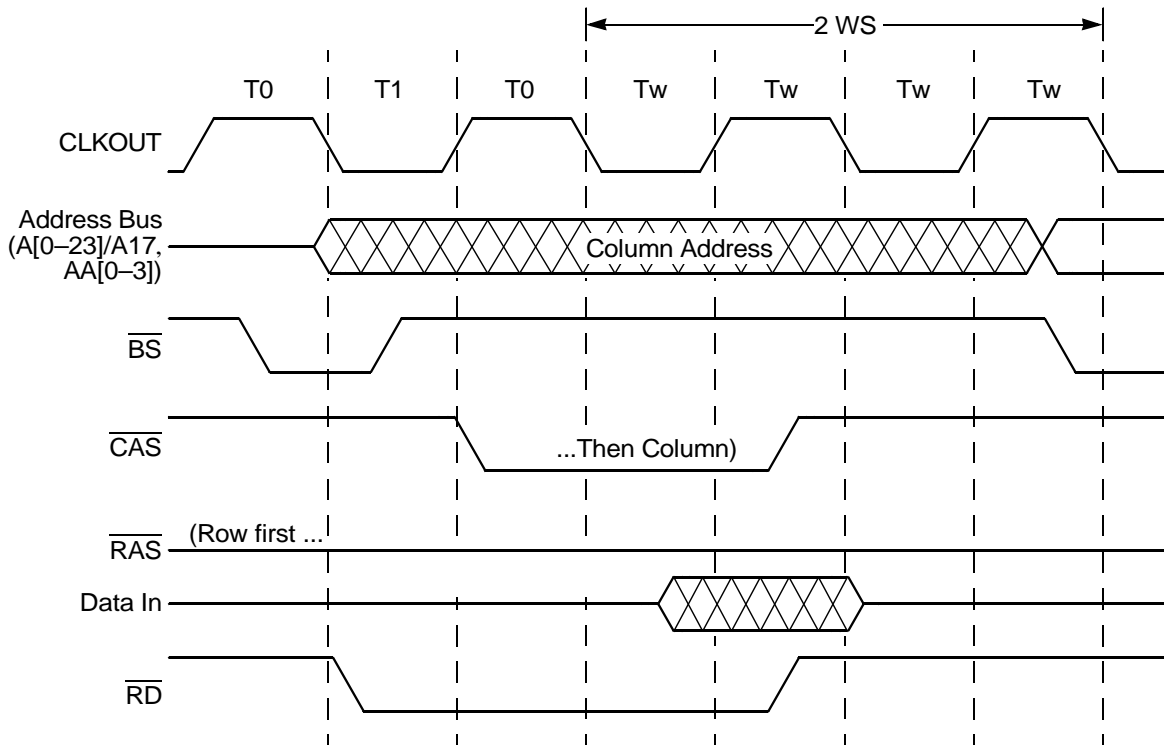 2 WS
T0 T1 T0 Tw Tw Tw Tw
CLKOUT
Address Bus
(A[0–23]/A17,
AA[0–3])
Column Address
BS
CAS
...Then Column)
RAS
(Row first ...
Data In
RD